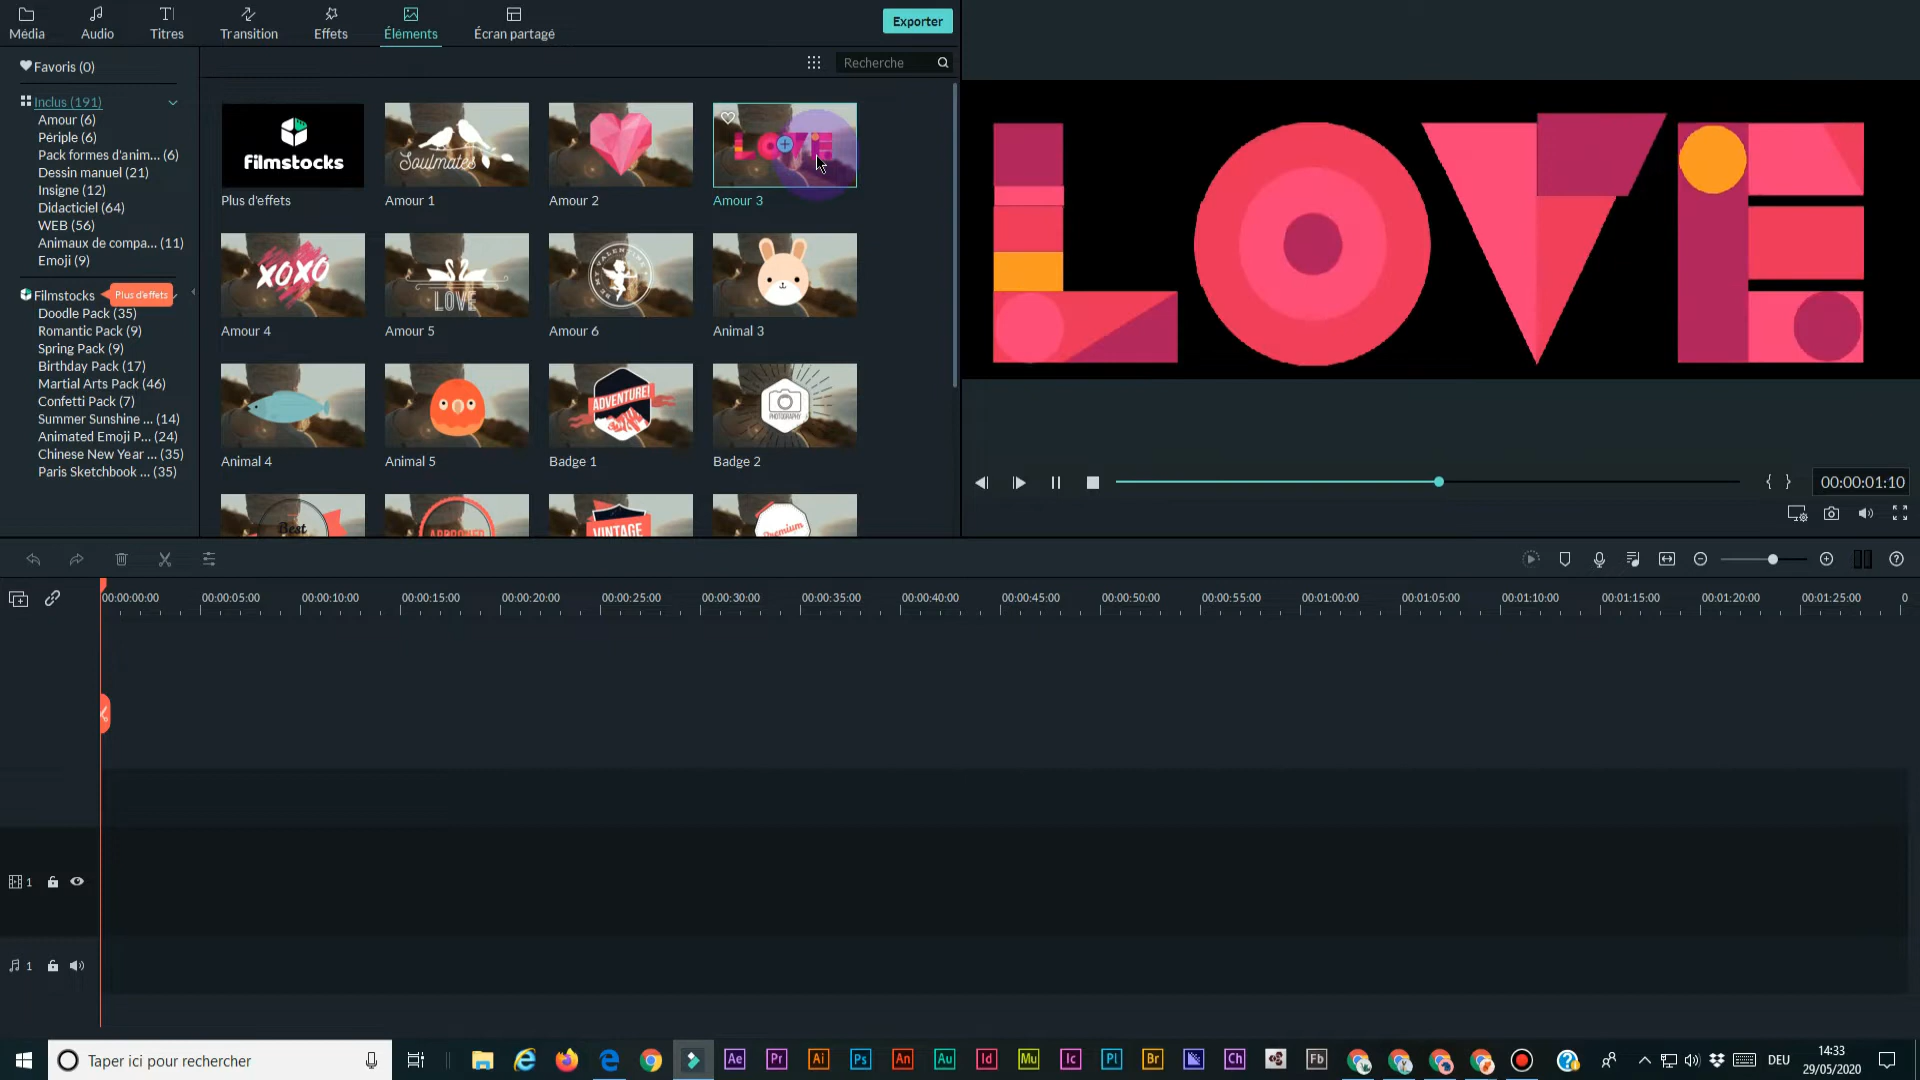 Média
Audio
Titres
Transition
Effets
Éléments
Écran partagé
Exporter
Favoris (0)
Recherche
Inclus (191)
Amour (6)
Périple (6)
Pack formes d'anim... (6)
Dessin manuel (21)
Insigne (12)
Didacticiel (64)
WEB (56)
Animaux de compa... (11)
Emoji (9)
Filmstocks
Plus d'effets
Doodle Pack (35)
Romantic Pack (9)
Spring Pack (9)
Birthday Pack (17)
Martial Arts Pack (46)
Confetti Pack (7)
Summer Sunshine ... (14)
Animated Emoji P... (24)
Chinese New Year ... (35)
Paris Sketchbook ... (35)
filmstocks
Soulmates
LOVE
Plus d'effets
Amour 1
Amour 2
Amour 3
XOXO
LOVE
BE MY VALENTINE
Amour 4
Amour 5
Amour 6
Animal 3
ADVENTURE!
PHOTOGRAPHY
Animal 4
Animal 5
Badge 1
Badge 2
Best
APPROVED
VINTAGE
Premium
LOVE
{ }
00:00:01:10
00:00:00:00
00:00:05:00
00:00:10:00
00:00:15:00
00:00:20:00
00:00:25:00
00:00:30:00
00:00:35:00
00:00:40:00
00:00:45:00
00:00:50:00
00:00:55:00
00:01:00:00
00:01:05:00
00:01:10:00
00:01:15:00
00:01:20:00
00:01:25:00
0
1
1
Taper ici pour rechercher
Ae
Pr
Ai
Ps
An
Au
Id
Mu
Ic
Pl
Br
Ch
Fb
DEU
14:33
29/05/2020